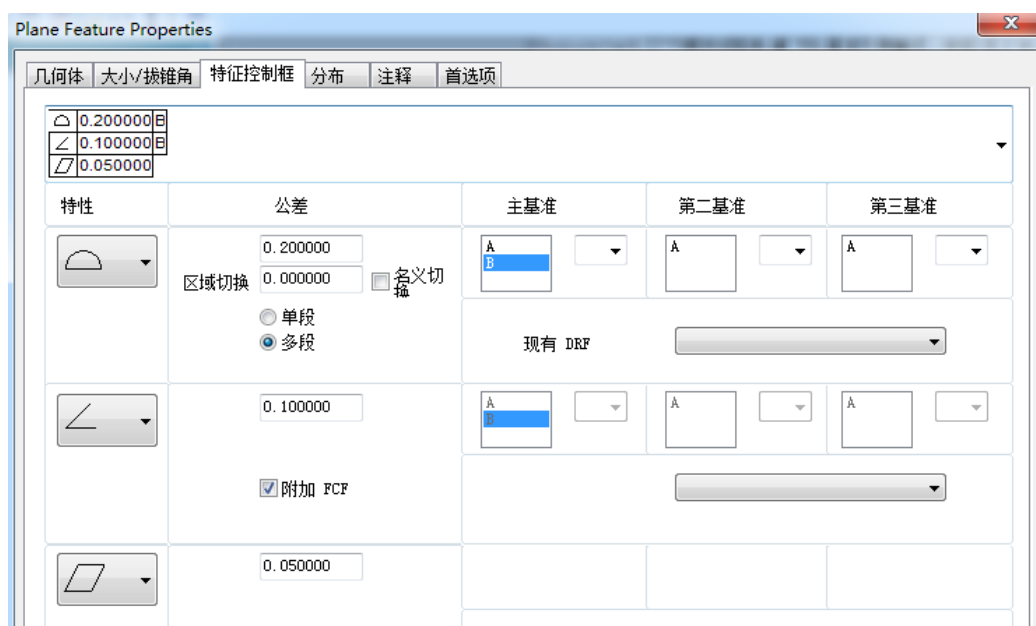 Plane Feature Properties
几何体 大小/拔锥角 特征控制框 分布 注释 首选项
0.200000 B
0.100000 B
0.050000
特性 公差 主基准 第二基准 第三基准
0.200000 A A A
B
区域切换 0.000000 名义切换
单段
多段 现有 DRF
0.100000 A A A
B
附加 FCF
0.050000